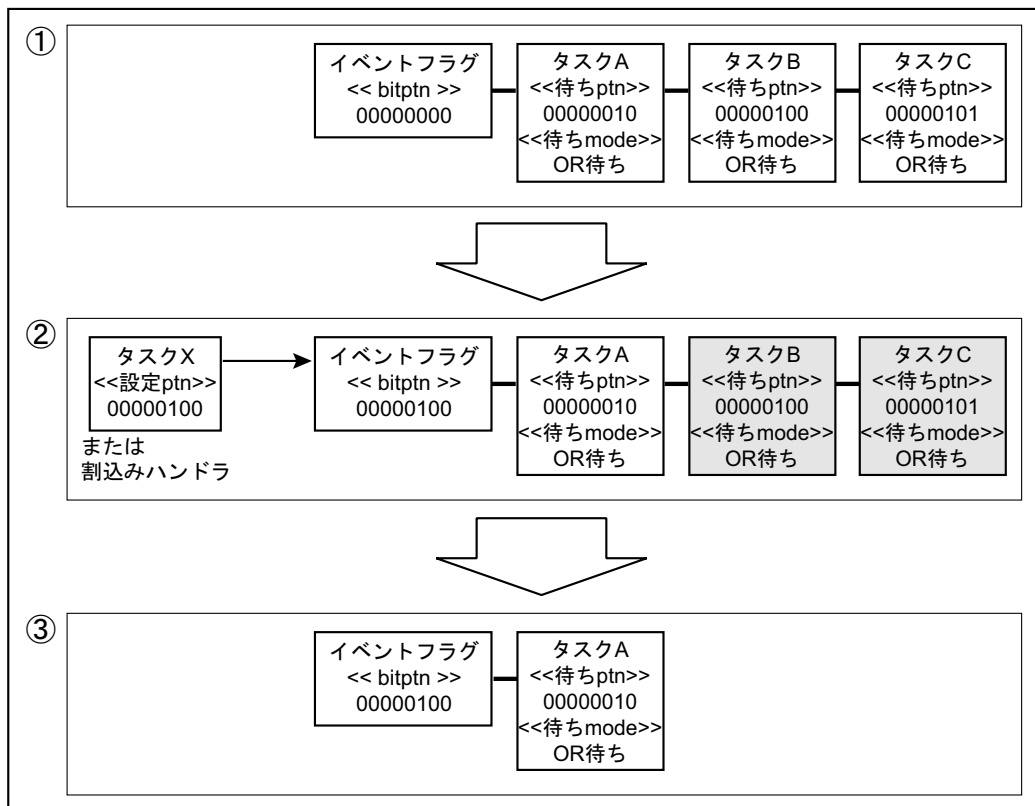 ①
イベントフラグ
<< bitptn >>
00000000
タスクA
<<待ちptn>>
00000010
<<待ちmode>>
OR待ち
タスクB
<<待ちptn>>
00000100
<<待ちmode>>
OR待ち
タスクC
<<待ちptn>>
00000101
<<待ちmode>>
OR待ち
②
タスクX
<<設定ptn>>
00000100
または
割込みハンドラ
イベントフラグ
<< bitptn >>
00000100
タスクA
<<待ちptn>>
00000010
<<待ちmode>>
OR待ち
タスクB
<<待ちptn>>
00000100
<<待ちmode>>
OR待ち
タスクC
<<待ちptn>>
00000101
<<待ちmode>>
OR待ち
③
イベントフラグ
<< bitptn >>
00000100
タスクA
<<待ちptn>>
00000010
<<待ちmode>>
OR待ち